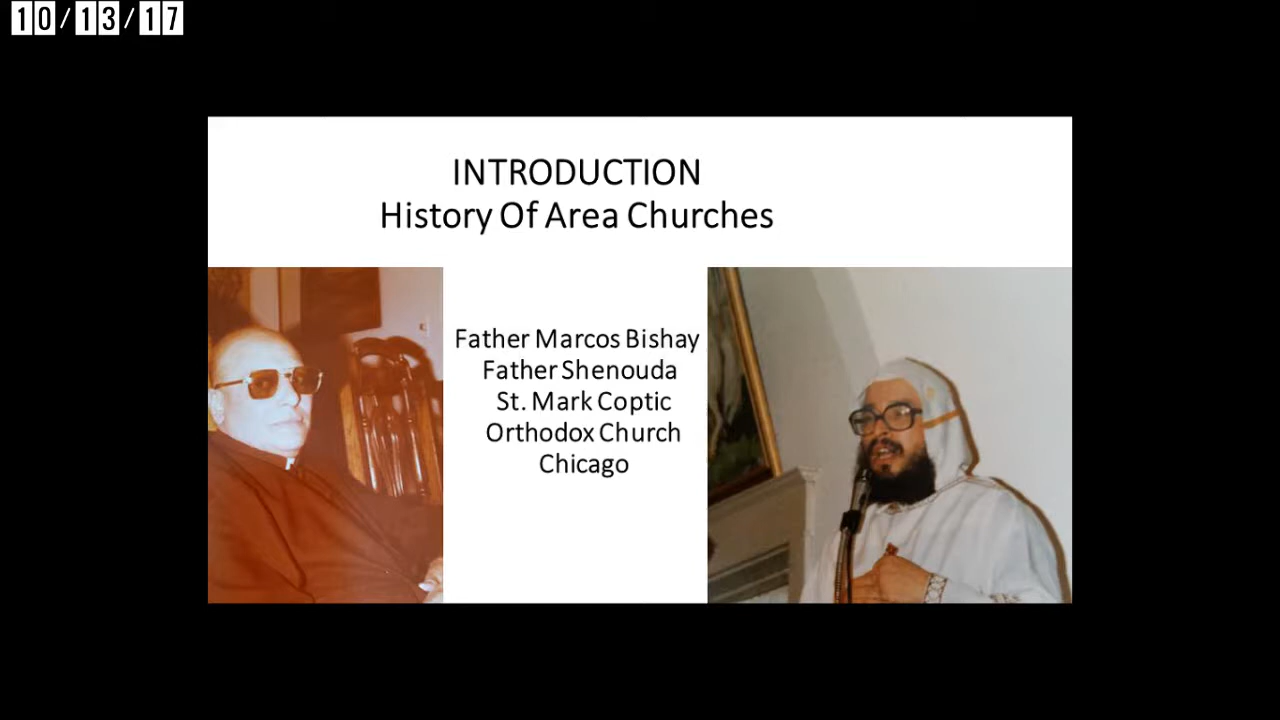 10/13/17
INTRODUCTION
History Of Area Churches
Father Marcos Bishay
Father Shenouda
St. Mark Coptic
Orthodox Church
Chicago